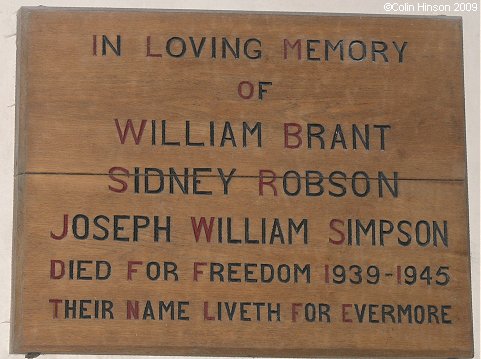 ©Colin Hinson 2009
IN LOVING MEMORY
OF
WILLIAM BRANT
SIDNEY ROBSON
JOSEPH WILLIAM SIMPSON
DIED FOR FREEDOM 1939-1945
THEIR NAME LIVETH FOR EVERMORE